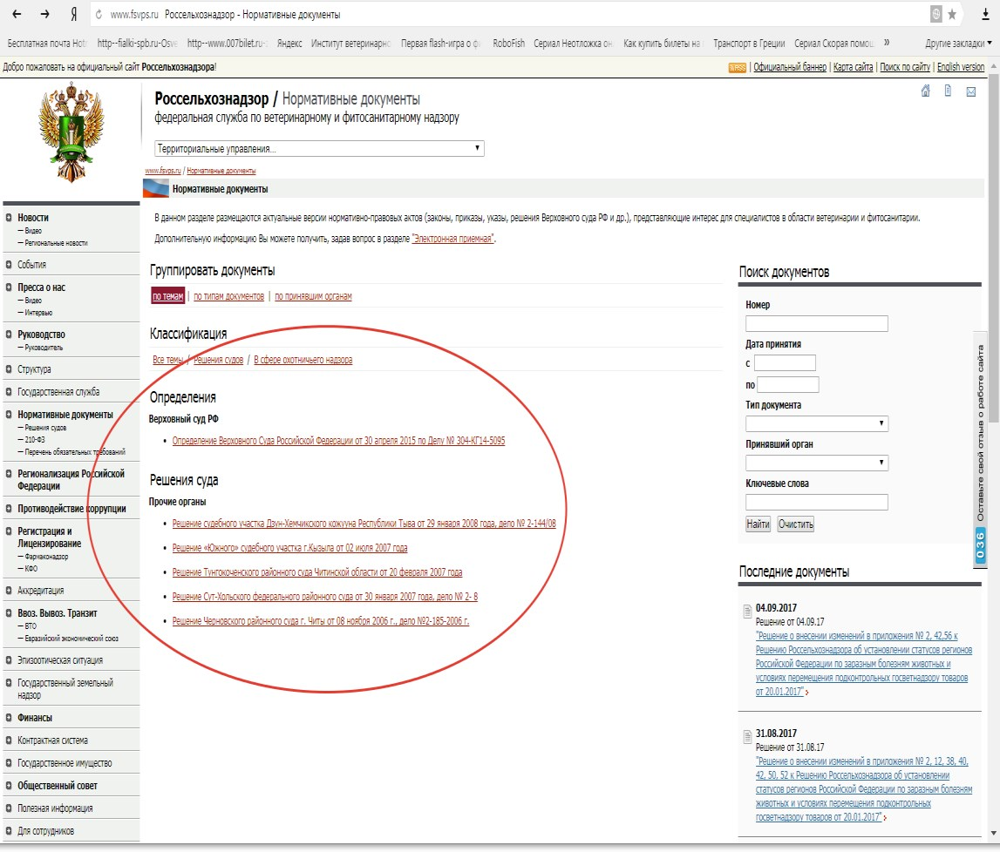 Я www.fsvps.ru Россельхознадзор - Нормативные документы
Бесплатная почта Hotr http--fialki-spb.ru-Osve http--www.007bilet.ru- Яндекс Институт ветеринарно Первая flash-игра о ф RoboFish Сериал Неотложка он Как купить билеты на Транспорт в Греции Сериал Скорая помощ » Другие закладки
Добро пожаловать на официальный сайт Россельхознадзора!
RSS | Официальный баннер | Карта сайта | Поиск по сайту | English version
Россельхознадзор / Нормативные документы
федеральная служба по ветеринарному и фитосанитарному надзору
Территориальные управления...
www.fsvps.ru / Нормативные документы
Нормативные документы
В данном разделе размещаются актуальные версии нормативно-правовых актов (законы, приказы, указы, решения Верховного суда РФ и др.), представляющие интерес для специалистов в области ветеринарии и фитосанитарии.
Дополнительную информацию Вы можете получить, задав вопрос в разделе "Электронная приемная".
Новости
— Видео
— Региональные новости
События
Пресса о нас
— Видео
— Интервью
Руководство
— Руководитель
Структура
Государственная служба
Нормативные документы
— Решения судов
— 210-ФЗ
— Перечень обязательных требований
Регионализация Российской
Федерации
Противодействие коррупции
Регистрация и
Лицензирование
— Фармаконадзор
— КФО
Аккредитация
Ввоз. Вывоз. Транзит
— ВТО
— Евразийский экономический союз
Эпизоотическая ситуация
Государственный земельный
надзор
Финансы
Контрактная система
Государственное имущество
Общественный совет
Полезная информация
Для сотрудников
Группировать документы
по темам | по типам документов | по принявшим органам
Классификация
Все темы / Решения судов / В сфере охотничьего надзора
Определения
Верховный суд РФ
• Определение Верховного Суда Российской Федерации от 30 апреля 2015 по Делу № 304-КГ14-5095
Решения суда
Прочие органы
• Решение судебного участка Дзун-Хемчикского кожууна Республики Тыва от 29 января 2008 года, дело № 2-144/08
• Решение «Южного» судебного участка г.Кызыла от 02 июля 2007 года
• Решение Тунгокоченского районного суда Читинской области от 20 февраля 2007 года
• Решение Сут-Хольского федерального районного суда от 30 января 2007 года, дело № 2- 8
• Решение Черновского районного суда г. Читы от 08 ноября 2006 г., дело №2-185-2006 г.
Поиск документов
Номер
Дата принятия
с
по
Тип документа
Принявший орган
Ключевые слова
Найти Очистить
Оставьте свой отзыв о работе сайта
036
Последние документы
04.09.2017
Решение от 04.09.17
"Решение о внесении изменений в приложения № 2, 42,56 к
Решению Россельхознадзора об установлении статусов регионов
Российской Федерации по заразным болезням животных и
условиях перемещения подконтрольных госветнадзору товаров
от 20.01.2017"
31.08.2017
Решение от 31.08.17
"Решение о внесении изменений в приложения № 2, 12, 38, 40,
42, 50, 52 к Решению Россельхознадзора об установлении
статусов регионов Российской Федерации по заразным болезням
животных и условиях перемещения подконтрольных
госветнадзору товаров от 20.01.2017"